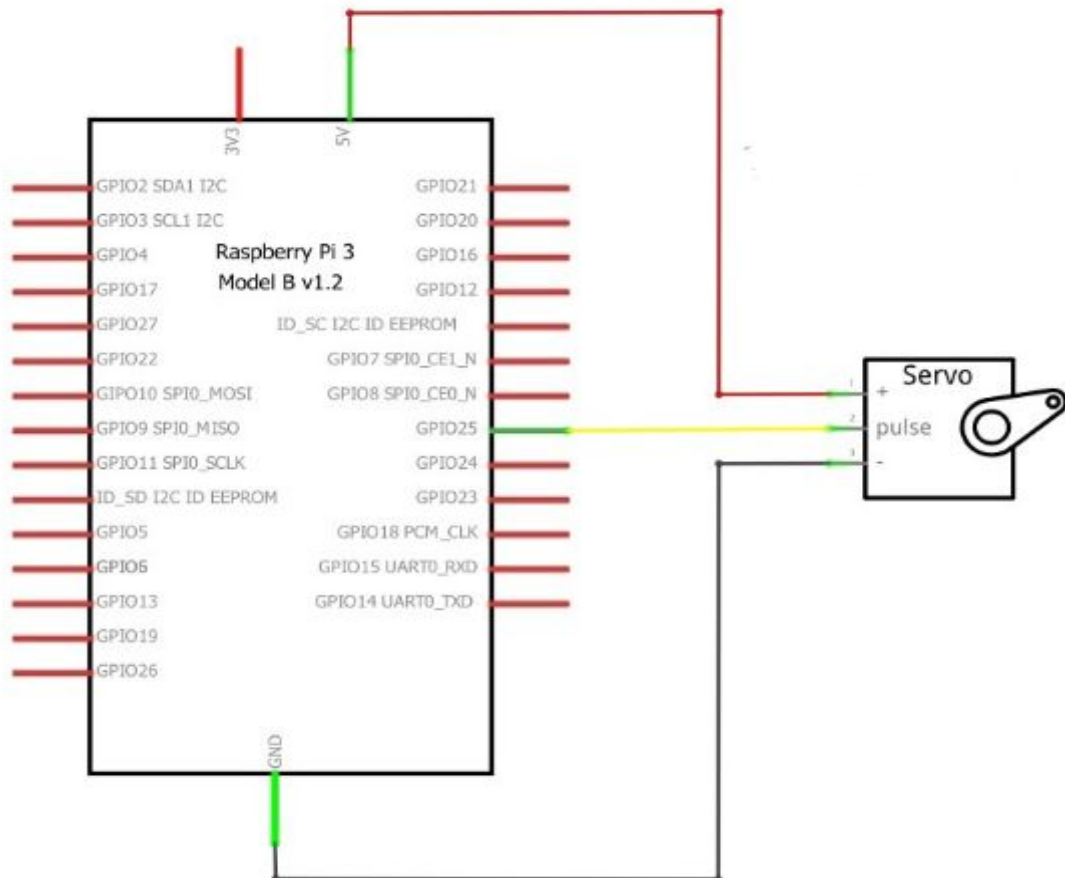 3V3
5V
GPIO2 SDA1 I2C
GPIO3 SCL1 I2C
GPIO4
GPIO17
GPIO27
GPIO22
GIPO10 SPI0_MOSI
GPIO9 SPI0_MISO
GPIO11 SPI0_SCLK
ID_SD I2C ID EEPROM
GPIO5
GPIO6
GPIO13
GPIO19
GPIO26
Raspberry Pi 3
Model B v1.2
GPIO21
GPIO20
GPIO16
GPIO12
ID_SC I2C ID EEPROM
GPIO7 SPI0_CE1_N
GPIO8 SPI0_CE0_N
GPIO25
GPIO24
GPIO23
GPIO18 PCM_CLK
GPIO15 UART0_RXD
GPIO14 UART0_TXD
GND
Servo
1 +
2 pulse
3 -